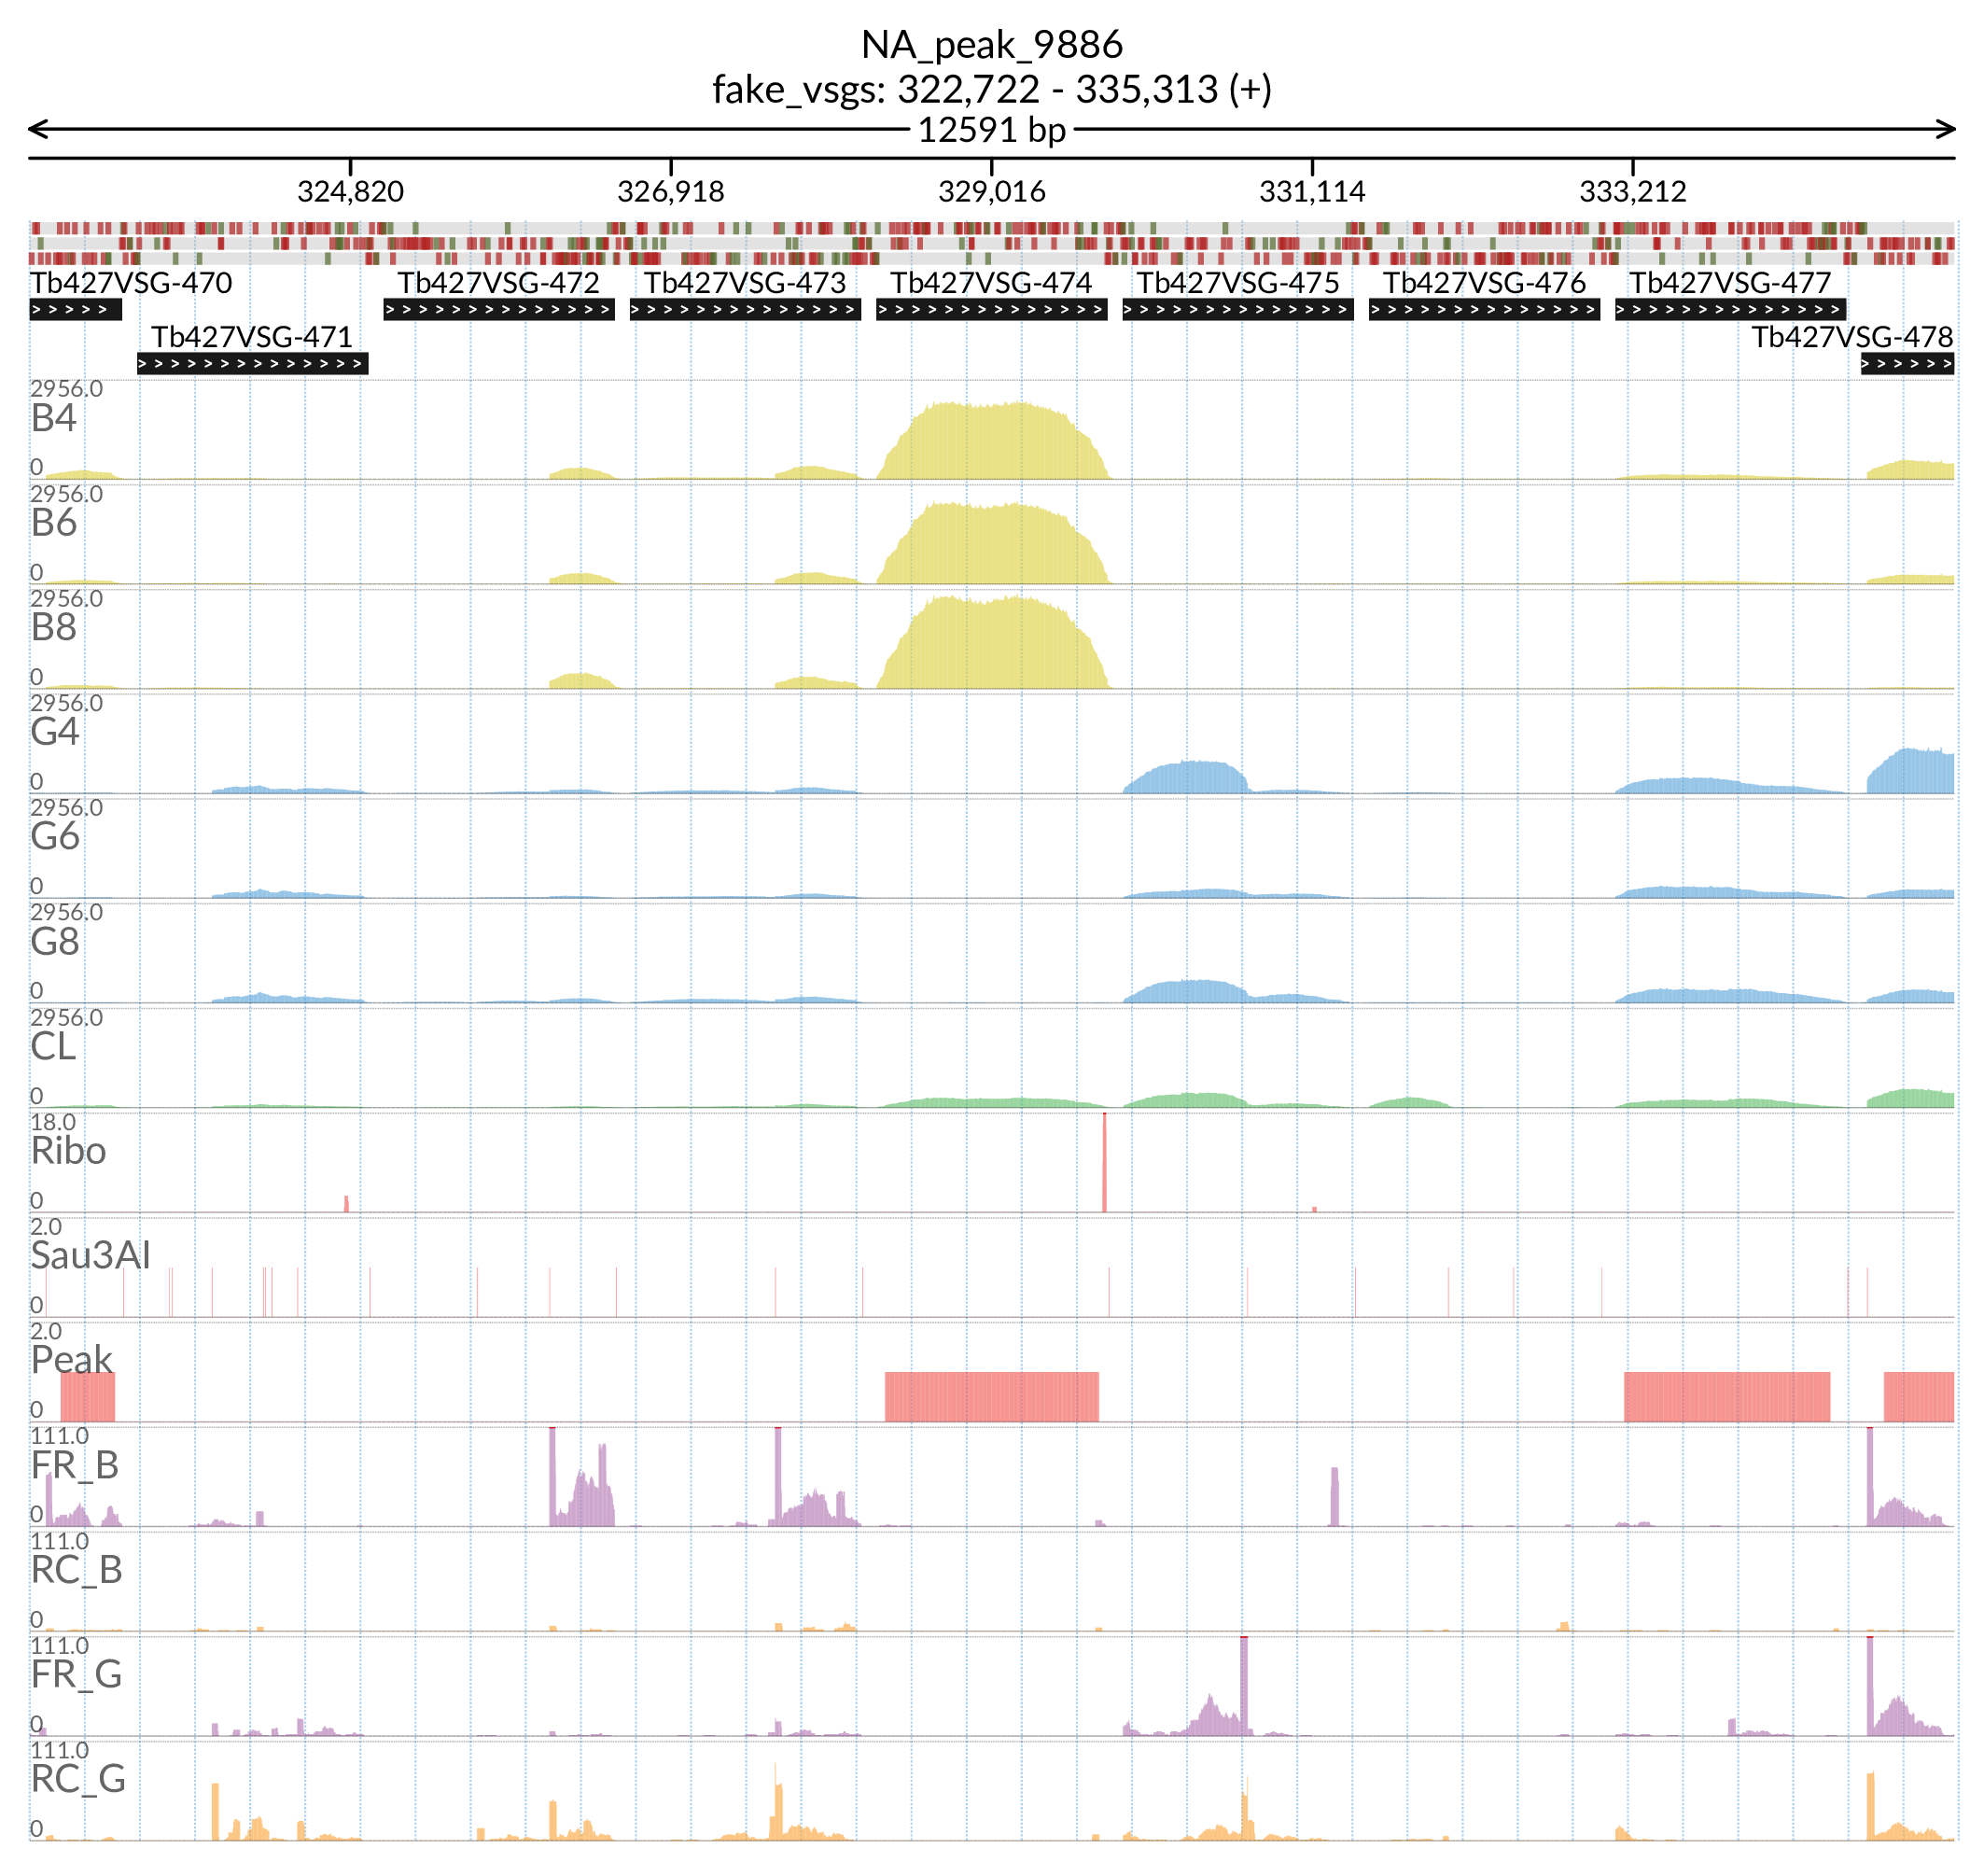 NA_peak_9886
fake_vsgs: 322,722 - 335,313 (+)
12591 bp
324,820 326,918 329,016 331,114 333,212
Tb427VSG-470 Tb427VSG-472 Tb427VSG-473 Tb427VSG-474 Tb427VSG-475 Tb427VSG-476 Tb427VSG-477
Tb427VSG-471 Tb427VSG-478
2956.0
B4
0
2956.0
B6
0
2956.0
B8
0
2956.0
G4
0
2956.0
G6
0
2956.0
G8
0
2956.0
CL
0
18.0
Ribo
0
2.0
Sau3AI
0
2.0
Peak
0
111.0
FR_B
0
111.0
RC_B
0
111.0
FR_G
0
111.0
RC_G
0